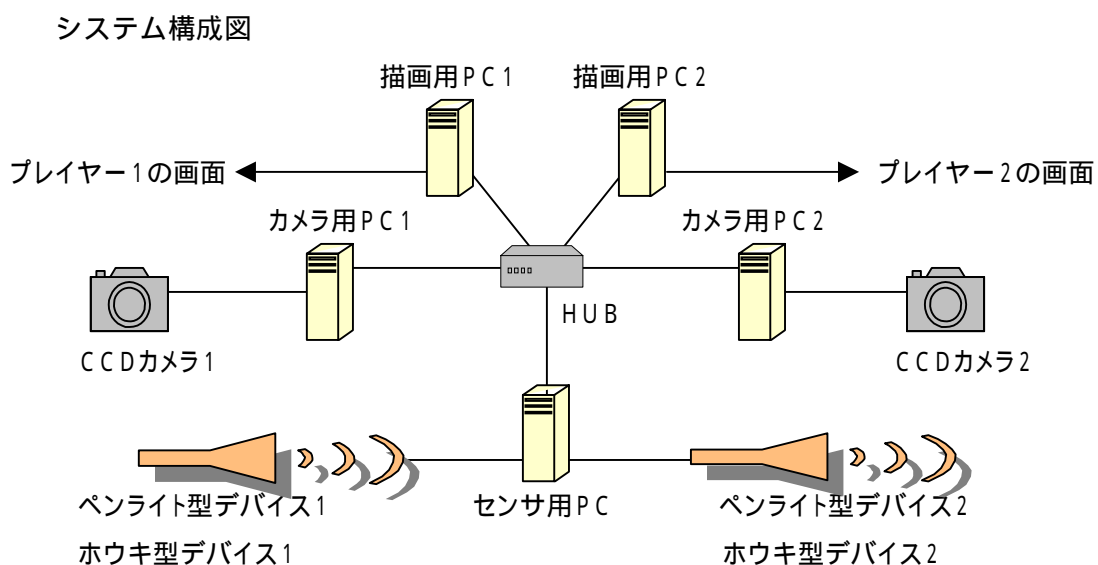 システム構成図
描画用PC1
描画用PC2
プレイヤー1の画面
プレイヤー2の画面
カメラ用PC1
カメラ用PC2
HUB
CCDカメラ1
CCDカメラ2
ペンライト型デバイス1
センサ用PC
ペンライト型デバイス2
ホウキ型デバイス1
ホウキ型デバイス2